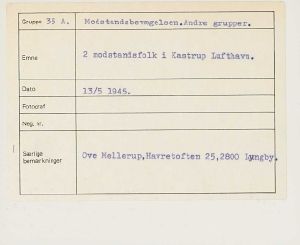 Gruppe 35 A. Modstandsbevægelsen. Andre grupper.
Emne 2 modstandsfolk i Kastrup Lufthavn.
Dato 13/5 1945.
Fotograf
Neg. nr.
Særlige bemærkninger Ove Mellerup, Havretoften 25, 2800 Lyngby.